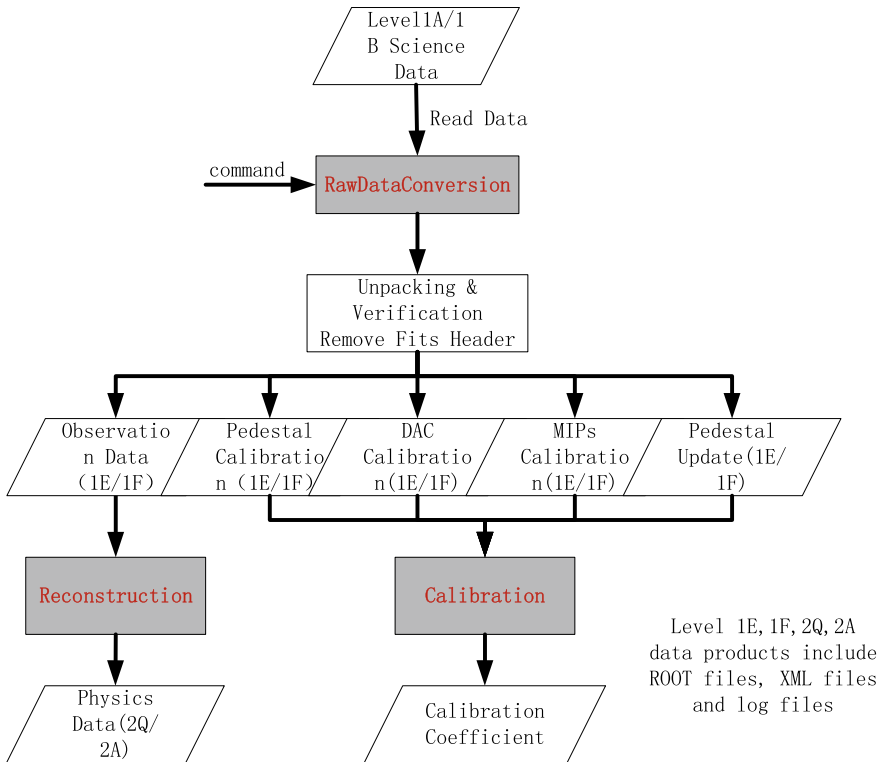 Level1A/1
B Science
Data
Read Data
command
RawDataConversion
Unpacking &
Verification
Remove Fits Header
Observatio
n Data
(1E/1F)
Pedestal
Calibratio
n (1E/1F)
DAC
Calibratio
n(1E/1F)
MIPs
Calibratio
n(1E/1F)
Pedestal
Update(1E/
1F)
Reconstruction
Calibration
Level 1E,1F,2Q,2A
data products include
ROOT files, XML files
and log files
Physics
Data(2Q/
2A)
Calibration
Coefficient